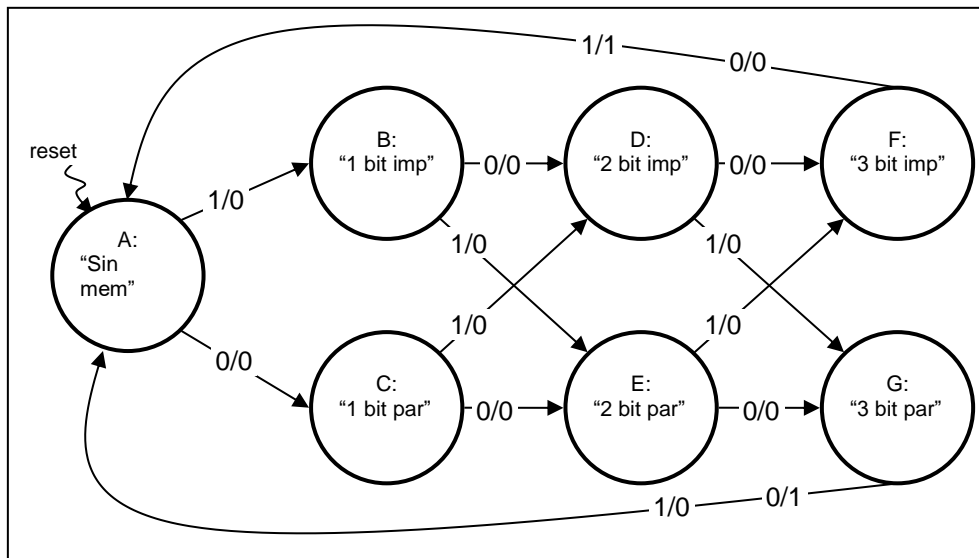 1/1
0/0
reset
A:
“Sin
mem”
B:
“1 bit imp”
D:
“2 bit imp”
F:
“3 bit imp”
0/0
0/0
1/0
1/0
1/0
0/0
1/0
1/0
C:
“1 bit par”
E:
“2 bit par”
G:
“3 bit par”
0/0
0/0
1/0
0/1